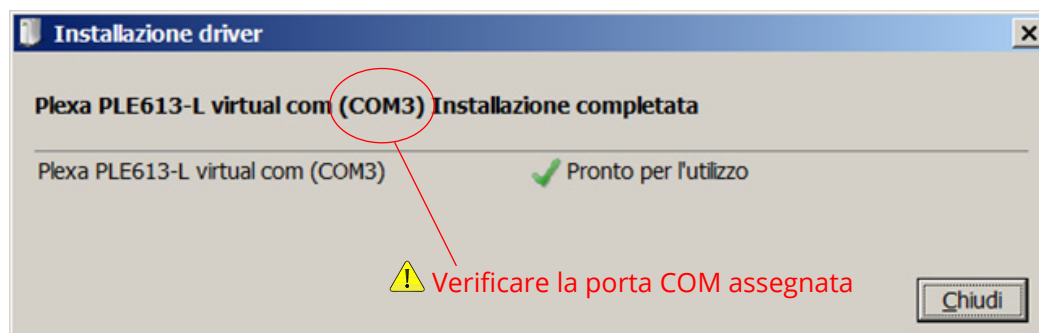 Installazione driver
Plexa PLE613-L virtual com (COM3) Installazione completata
Plexa PLE613-L virtual com (COM3) Pronto per l'utilizzo
Verificare la porta COM assegnata
Chiudi